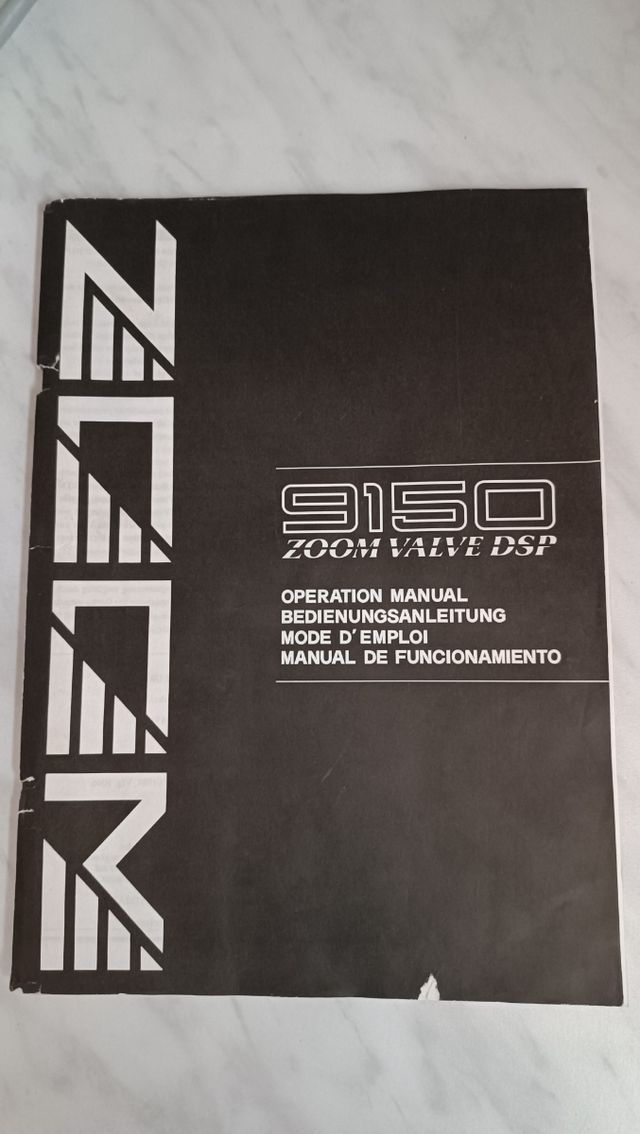 ZOOM
9150
ZOOM VALVE DSP
OPERATION MANUAL
BEDIENUNGSANLEITUNG
MODE D'EMPLOI
MANUAL DE FUNCIONAMIENTO